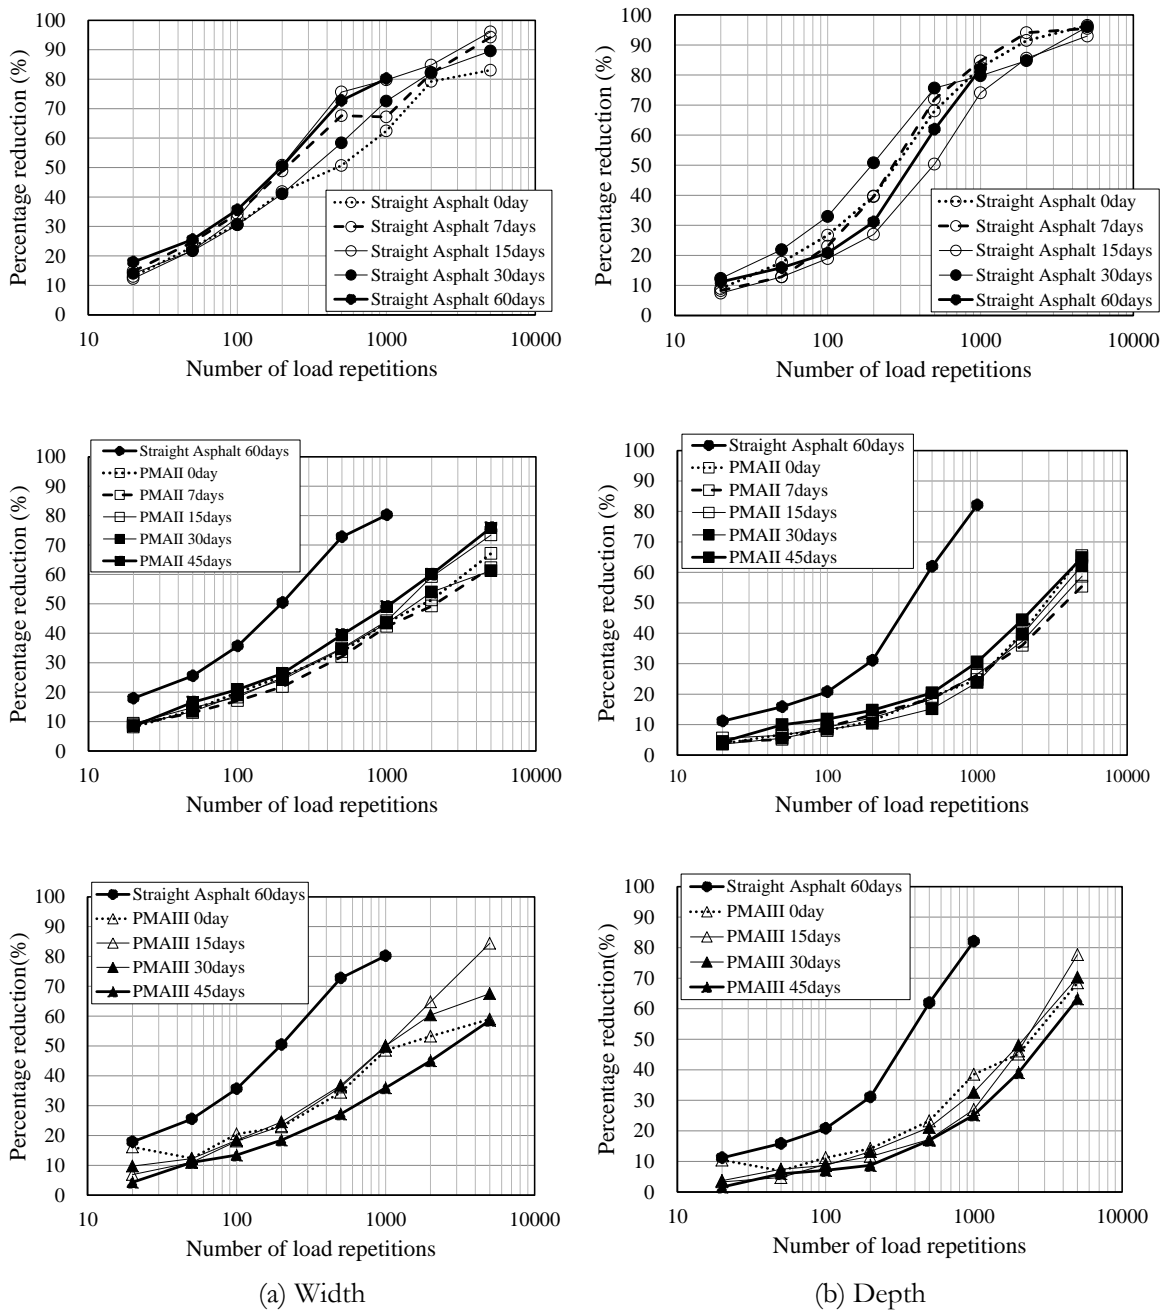 Percentage reduction (%)
100
90
80
70
60
50
40
30
20
10
0
Straight Asphalt 0day
Straight Asphalt 7days
Straight Asphalt 15days
Straight Asphalt 30days
Straight Asphalt 60days
10 100 1000 10000
Number of load repetitions
Percentage reduction (%)
100
90
80
70
60
50
40
30
20
10
0
Straight Asphalt 0day
Straight Asphalt 7days
Straight Asphalt 15days
Straight Asphalt 30days
Straight Asphalt 60days
10 100 1000 10000
Number of load repetitions
Percentage reduction (%)
100
90
80
70
60
50
40
30
20
10
0
Straight Asphalt 60days
PMAII 0day
PMAII 7days
PMAII 15days
PMAII 30days
PMAII 45days
10 100 1000 10000
Number of load repetitions
Percentage reduction (%)
100
90
80
70
60
50
40
30
20
10
0
Straight Asphalt 60days
PMAII 0day
PMAII 7days
PMAII 15days
PMAII 30days
PMAII 45days
10 100 1000 10000
Number of load repetitions
Percentage reduction(%)
100
90
80
70
60
50
40
30
20
10
0
Straight Asphalt 60days
PMAIII 0day
PMAIII 15days
PMAIII 30days
PMAIII 45days
10 100 1000 10000
Number of load repetitions
(a) Width
Percentage reduction(%)
100
90
80
70
60
50
40
30
20
10
0
Straight Asphalt 60days
PMAIII 0day
PMAIII 15days
PMAIII 30days
PMAIII 45days
10 100 1000 10000
Number of load repetitions
(b) Depth